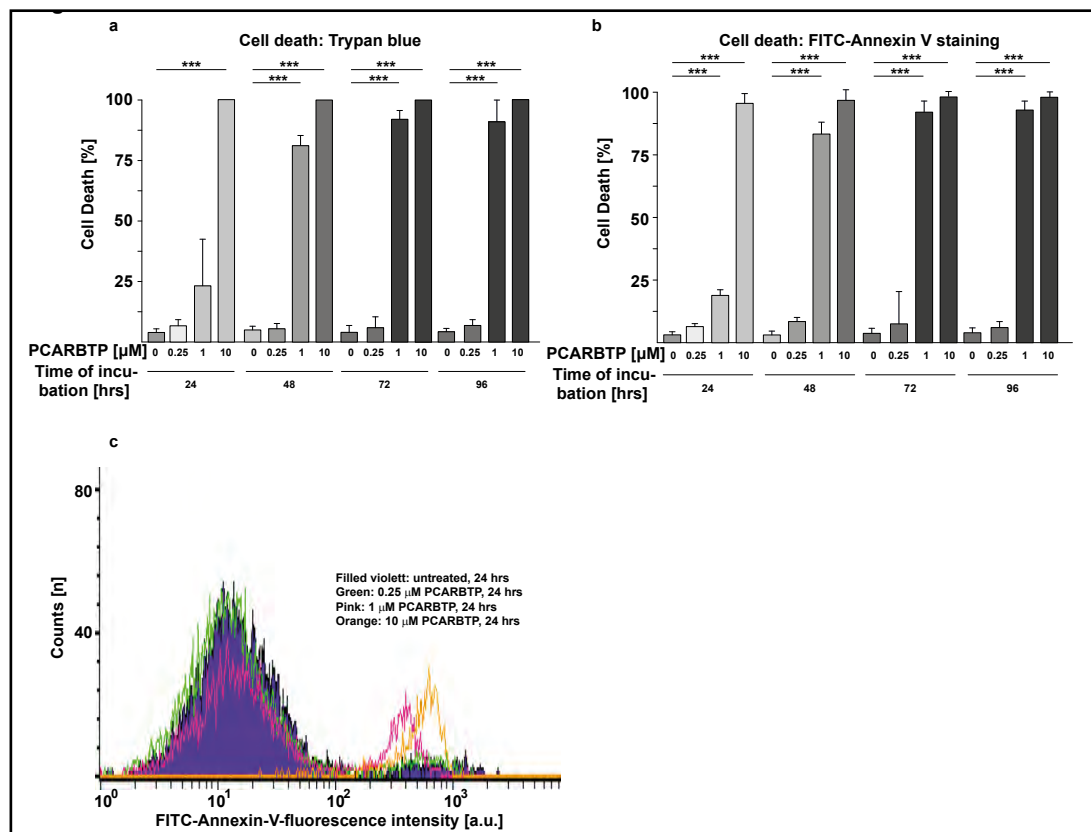 a
Cell death: Trypan blue
*** *** *** ***
*** *** ***
100
75
50
25
Cell Death [%]
PCARBTP [µM] 0 0.25 1 10 0 0.25 1 10 0 0.25 1 10 0 0.25 1 10
Time of incu-
bation [hrs]
24 48 72 96
b
Cell death: FITC-Annexin V staining
*** *** *** ***
*** *** *** ***
100
75
50
25
Cell Death [%]
PCARBTP [µM] 0 0.25 1 10 0 0.25 1 10 0 0.25 1 10 0 0.25 1 10
Time of incu-
bation [hrs]
24 48 72 96
c
80
40
0
Counts [n]
Filled violett: untreated, 24 hrs
Green: 0.25 µM PCARBTP, 24 hrs
Pink: 1 µM PCARBTP, 24 hrs
Orange: 10 µM PCARBTP, 24 hrs
10⁰ 10¹ 10² 10³
FITC-Annexin-V-fluorescence intensity [a.u.]